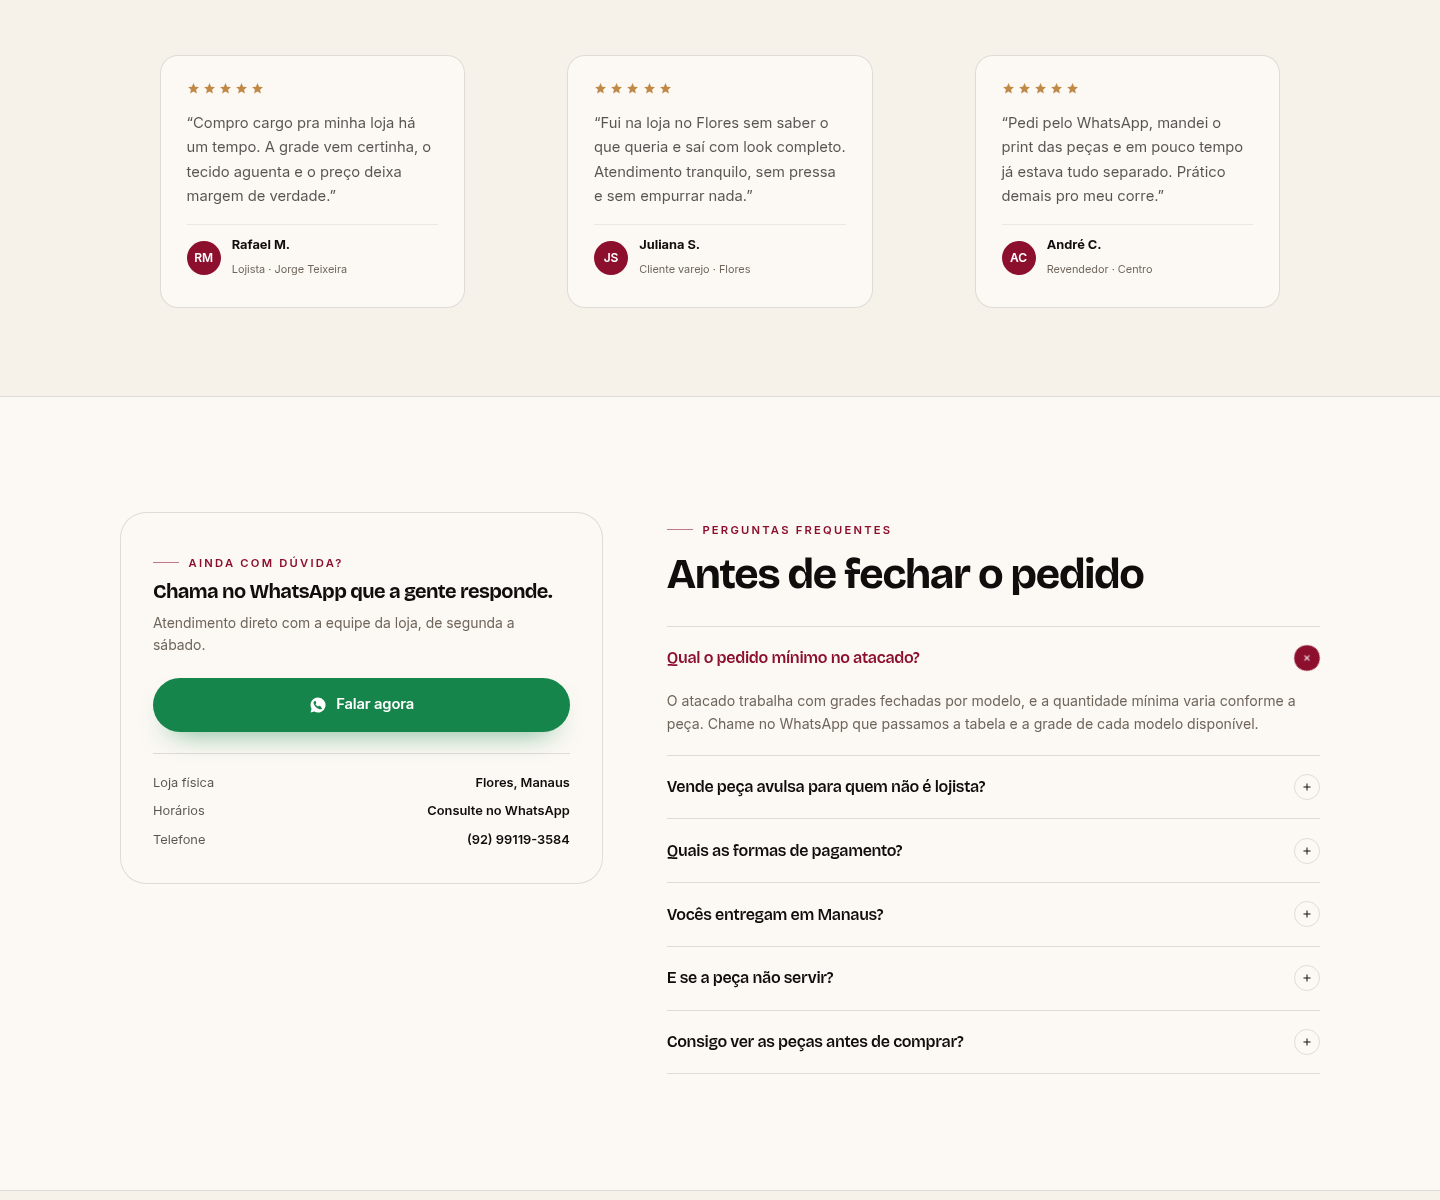 “Compro cargo pra minha loja há
um tempo. A grade vem certinha, o
tecido aguenta e o preço deixa
margem de verdade.”
RM
Rafael M.
Lojista · Jorge Teixeira
“Fui na loja no Flores sem saber o
que queria e saí com look completo.
Atendimento tranquilo, sem pressa
e sem empurrar nada.”
JS
Juliana S.
Cliente varejo · Flores
“Pedi pelo WhatsApp, mandei o
print das peças e em pouco tempo
já estava tudo separado. Prático
demais pro meu corre.”
AC
André C.
Revendedor · Centro
AINDA COM DÚVIDA?
Chama no WhatsApp que a gente responde.
Atendimento direto com a equipe da loja, de segunda a
sábado.
Falar agora
Loja física Flores, Manaus
Horários Consulte no WhatsApp
Telefone (92) 99119-3584
PERGUNTAS FREQUENTES
Antes de fechar o pedido
Qual o pedido mínimo no atacado?
O atacado trabalha com grades fechadas por modelo, e a quantidade mínima varia conforme a
peça. Chame no WhatsApp que passamos a tabela e a grade de cada modelo disponível.
Vende peça avulsa para quem não é lojista?
Quais as formas de pagamento?
Vocês entregam em Manaus?
E se a peça não servir?
Consigo ver as peças antes de comprar?